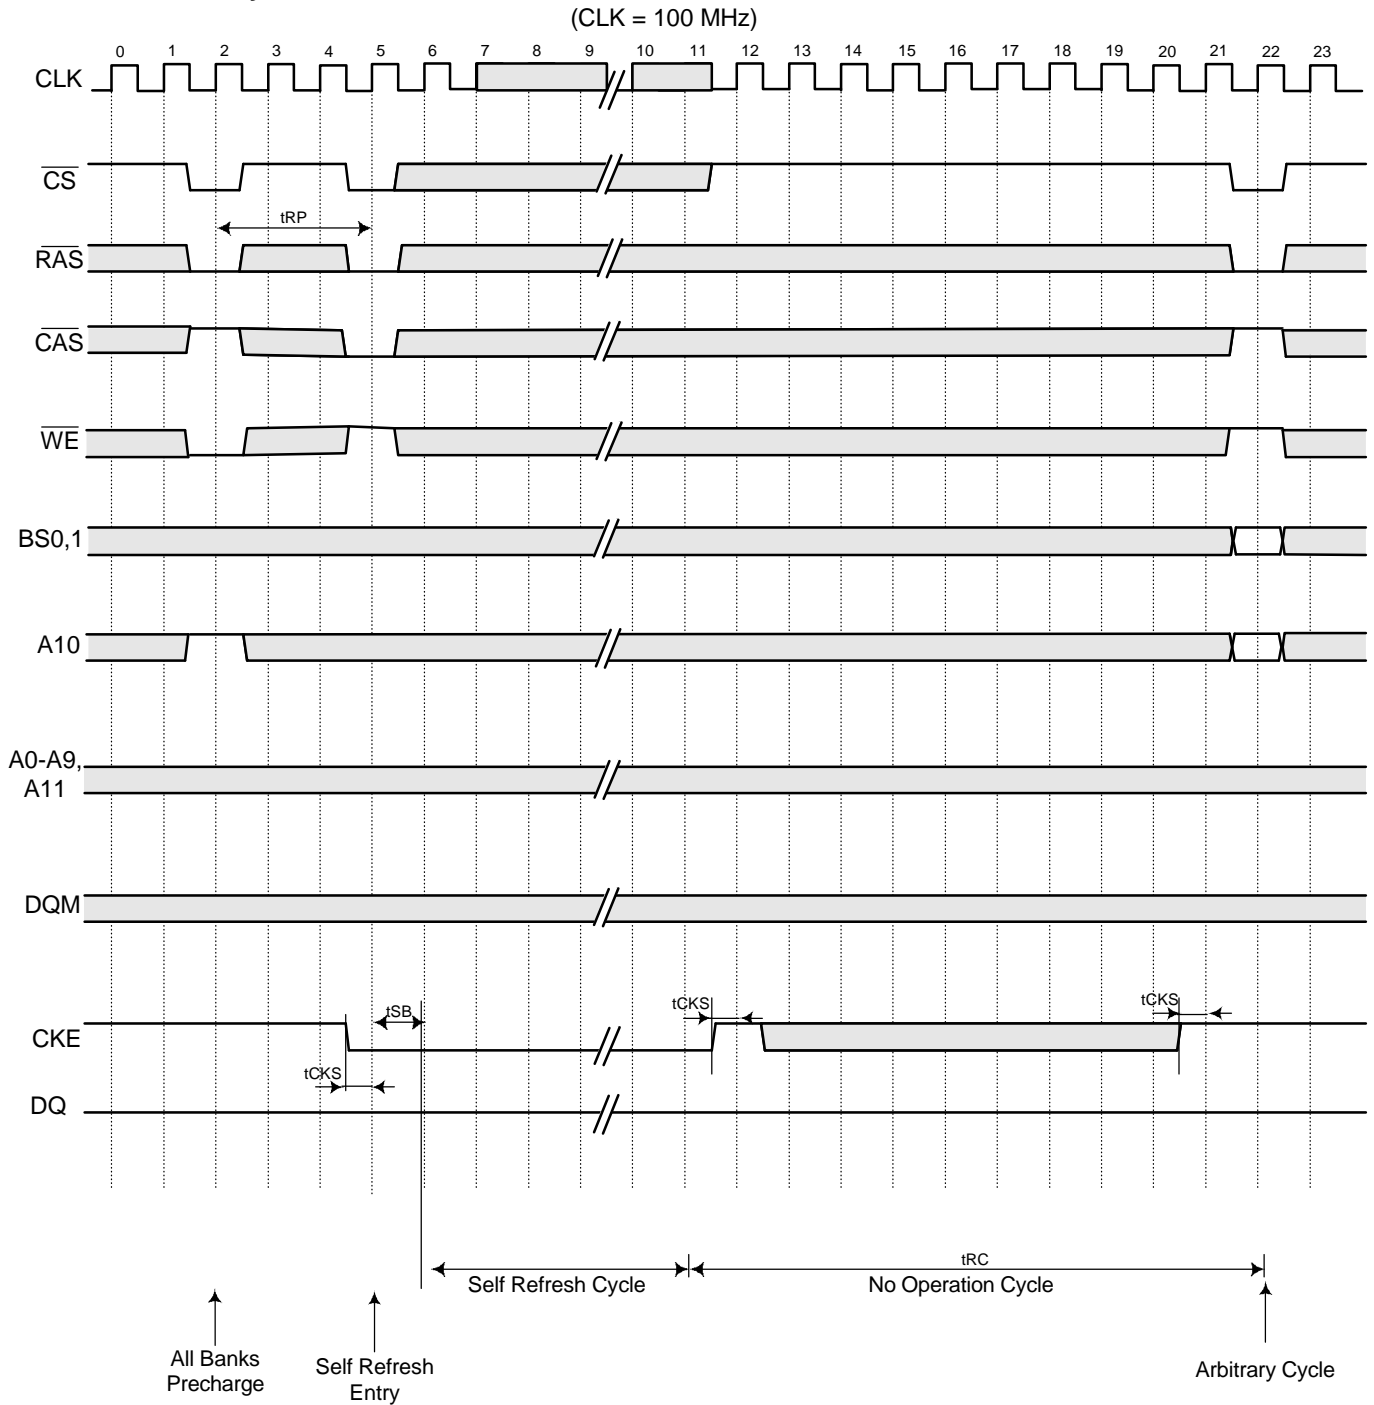 (CLK = 100 MHz)
0 1 2 3 4 5 6 7 8 9 10 11 12 13 14 15 16 17 18 19 20 21 22 23
CLK
CS
tRP
RAS
CAS
WE
BS0,1
A10
A0-A9,
A11
DQM
tSB
tCKS
tCKS
CKE
tCKS
DQ
tRC
Self Refresh Cycle
No Operation Cycle
All Banks
Precharge
Self Refresh
Entry
Arbitrary Cycle